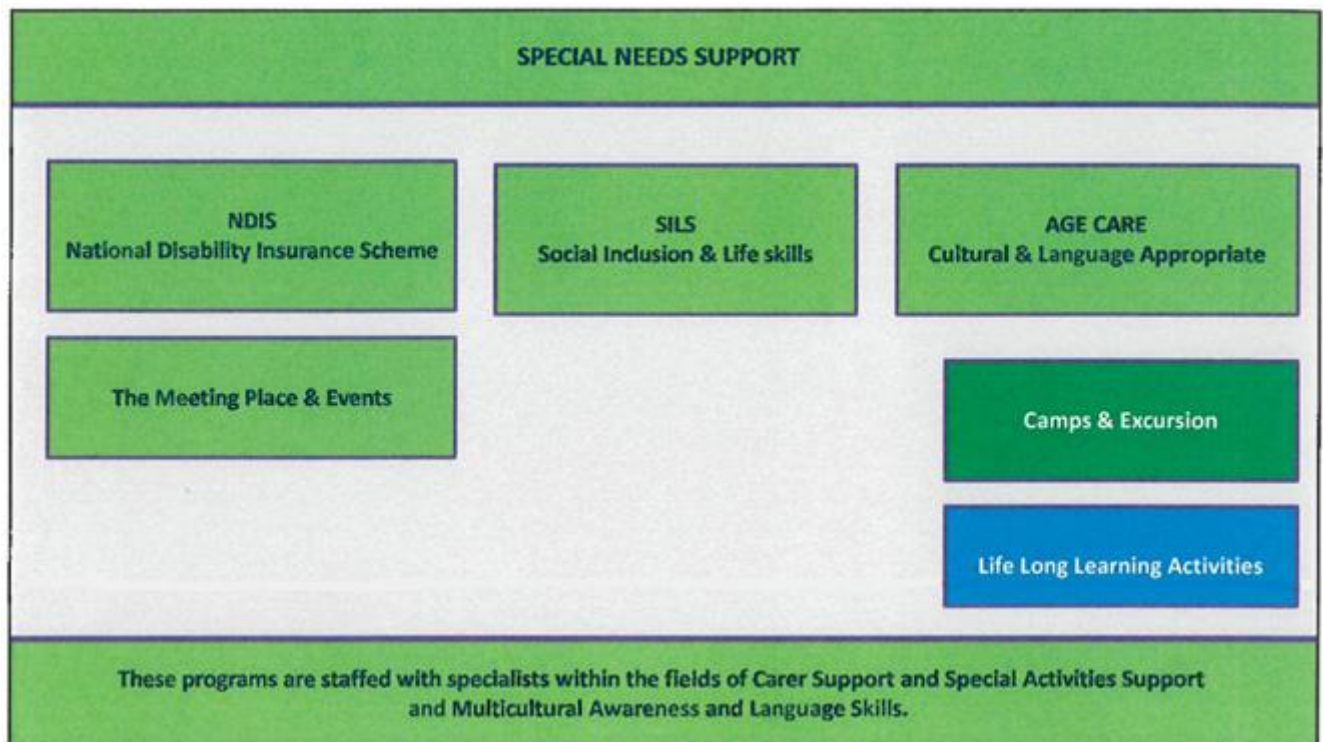 SPECIAL NEEDS SUPPORT
NDIS
National Disability Insurance Scheme
SILS
Social Inclusion & Life skills
AGE CARE
Cultural & Language Appropriate
The Meeting Place & Events
Camps & Excursion
Life Long Learning Activities
These programs are staffed with specialists within the fields of Carer Support and Special Activities Support
and Multicultural Awareness and Language Skills.